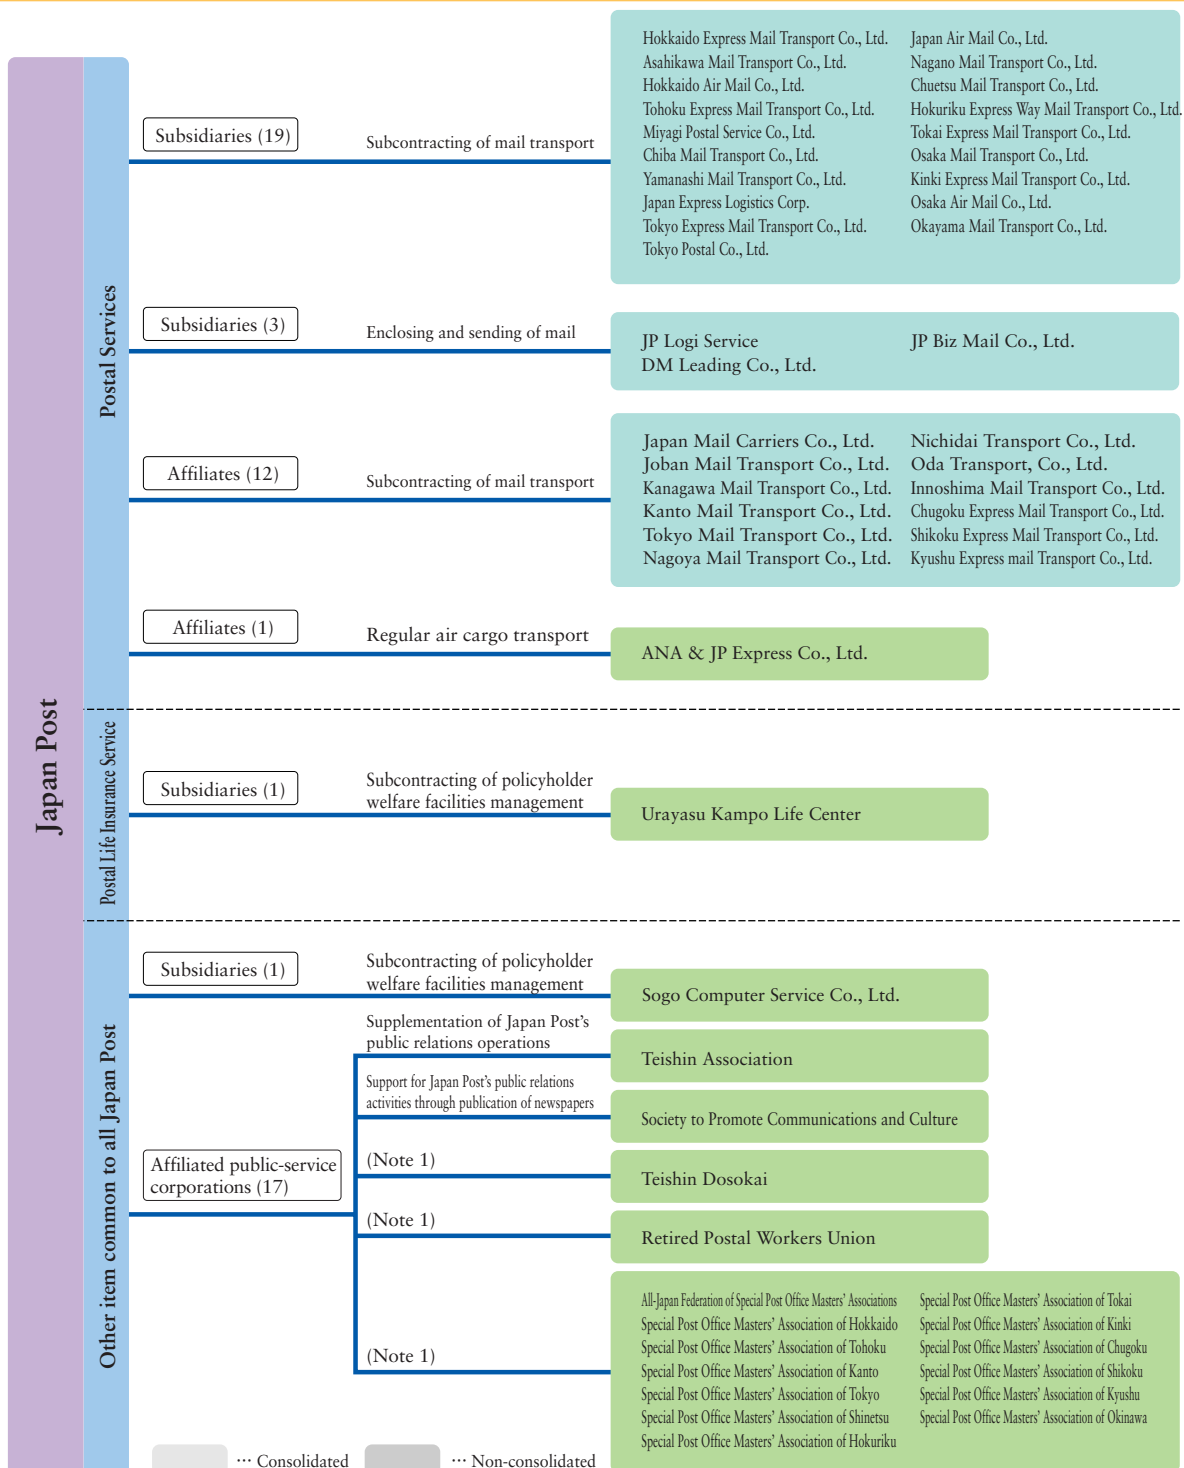 Japan Post
Postal Services
Subsidiaries (19)
Subcontracting of mail transport
Hokkaido Express Mail Transport Co., Ltd.
Asahikawa Mail Transport Co., Ltd.
Hokkaido Air Mail Co., Ltd.
Tohoku Express Mail Transport Co., Ltd.
Miyagi Postal Service Co., Ltd.
Chiba Mail Transport Co., Ltd.
Yamanashi Mail Transport Co., Ltd.
Japan Express Logistics Corp.
Tokyo Express Mail Transport Co., Ltd.
Tokyo Postal Co., Ltd.
Japan Air Mail Co., Ltd.
Nagano Mail Transport Co., Ltd.
Chuetsu Mail Transport Co., Ltd.
Hokuriku Express Way Mail Transport Co., Ltd.
Tokai Express Mail Transport Co., Ltd.
Osaka Mail Transport Co., Ltd.
Kinki Express Mail Transport Co., Ltd.
Osaka Air Mail Co., Ltd.
Okayama Mail Transport Co., Ltd.
Subsidiaries (3)
Enclosing and sending of mail
JP Logi Service
DM Leading Co., Ltd.
JP Biz Mail Co., Ltd.
Affiliates (12)
Subcontracting of mail transport
Japan Mail Carriers Co., Ltd.
Joban Mail Transport Co., Ltd.
Kanagawa Mail Transport Co., Ltd.
Kanto Mail Transport Co., Ltd.
Tokyo Mail Transport Co., Ltd.
Nagoya Mail Transport Co., Ltd.
Nichidai Transport Co., Ltd.
Oda Transport, Co., Ltd.
Innoshima Mail Transport Co., Ltd.
Chugoku Express Mail Transport Co., Ltd.
Shikoku Express Mail Transport Co., Ltd.
Kyushu Express mail Transport Co., Ltd.
Affiliates (1)
Regular air cargo transport
ANA & JP Express Co., Ltd.
Postal Life Insurance Service
Subsidiaries (1)
Subcontracting of policyholder
welfare facilities management
Urayasu Kampo Life Center
Other item common to all Japan Post
Subsidiaries (1)
Subcontracting of policyholder
welfare facilities management
Sogo Computer Service Co., Ltd.
Affiliated public-service
corporations (17)
Supplementation of Japan Post's
public relations operations
Teishin Association
Support for Japan Post's public relations
activities through publication of newspapers
Society to Promote Communications and Culture
(Note 1)
Teishin Dosokai
(Note 1)
Retired Postal Workers Union
(Note 1)
All-Japan Federation of Special Post Office Masters' Associations
Special Post Office Masters' Association of Hokkaido
Special Post Office Masters' Association of Tohoku
Special Post Office Masters' Association of Kanto
Special Post Office Masters' Association of Tokyo
Special Post Office Masters' Association of Shinetsu
Special Post Office Masters' Association of Hokuriku
Special Post Office Masters' Association of Tokai
Special Post Office Masters' Association of Kinki
Special Post Office Masters' Association of Chugoku
Special Post Office Masters' Association of Shikoku
Special Post Office Masters' Association of Kyushu
Special Post Office Masters' Association of Okinawa
··· Consolidated
··· Non-consolidated